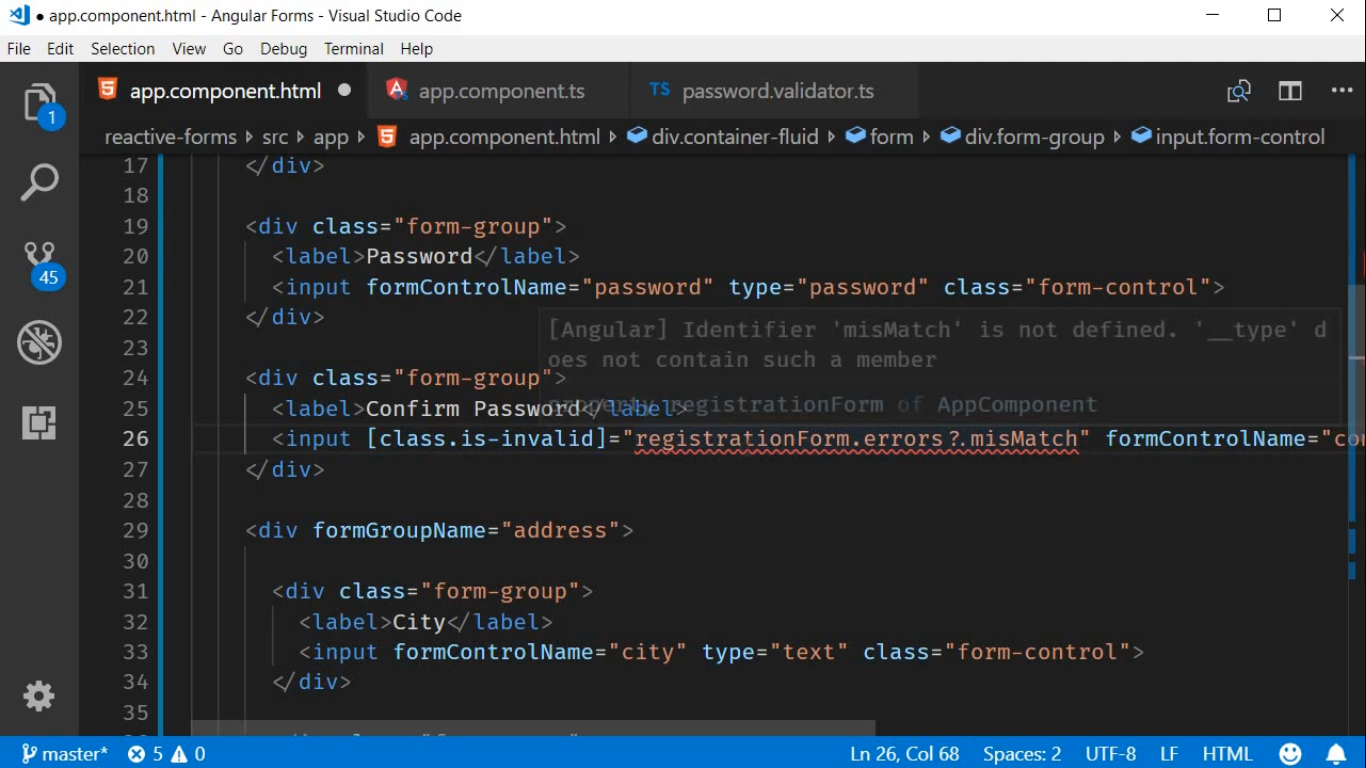 ● app.component.html - Angular Forms - Visual Studio Code
File Edit Selection View Go Debug Terminal Help
1
45
app.component.html ● app.component.ts TS password.validator.ts
reactive-forms src app app.component.html div.container-fluid form div.form-group input.form-control
17 </div>
18
19 <div class="form-group">
20 <label>Password</label>
21 <input formControlName="password" type="password" class="form-control">
22 </div>
[Angular] Identifier 'misMatch' is not defined. '__type' d
oes not contain such a member
property registrationForm of AppComponent
23
24 <div class="form-group">
25 <label>Confirm Password</label>
26 <input [class.is-invalid]="registrationForm.errors?.misMatch" formControlName="con
27 </div>
28
29 <div formGroupName="address">
30
31 <div class="form-group">
32 <label>City</label>
33 <input formControlName="city" type="text" class="form-control">
34 </div>
35
master* 5 0 Ln 26, Col 68 Spaces: 2 UTF-8 LF HTML